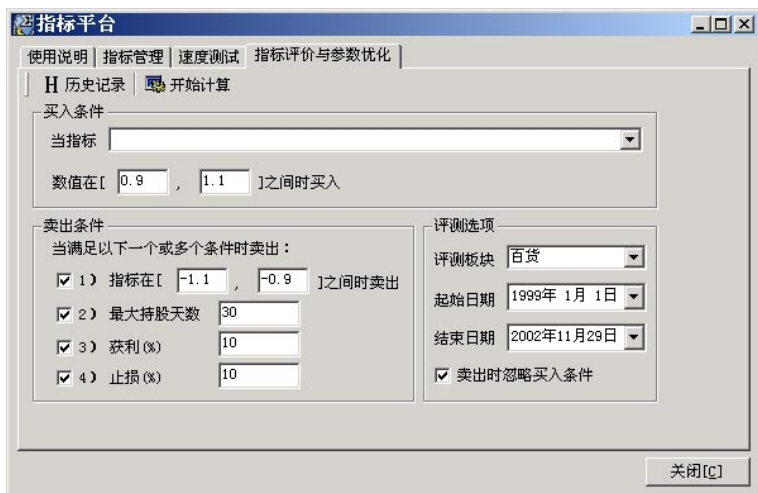 指标平台
使用说明 指标管理 速度测试 指标评价与参数优化
H 历史记录 开始计算
买入条件
当指标
数值在[ 0.9 , 1.1 ]之间时买入
卖出条件
当满足以下一个或多个条件时卖出：
1) 指标在[ -1.1 , -0.9 ]之间时卖出
2) 最大持股天数 30
3) 获利(%) 10
4) 止损(%) 10
评测选项
评测板块 百货
起始日期 1999年 1月 1日
结束日期 2002年11月29日
卖出时忽略买入条件
关闭[C]